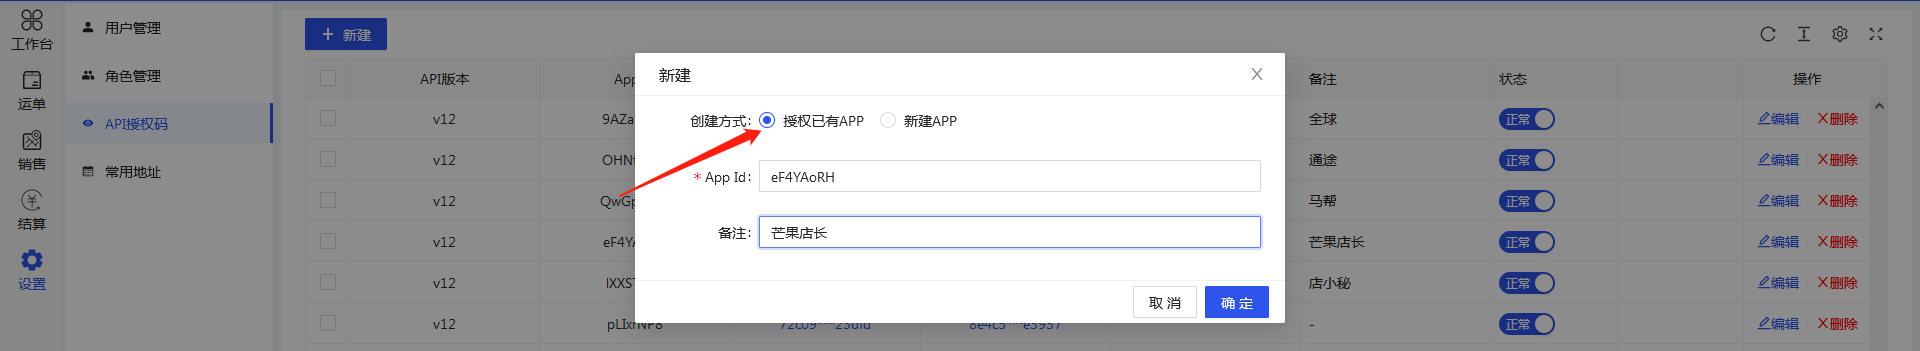 工作台
运单
销售
结算
设置
用户管理
角色管理
API授权码
常用地址
+ 新建
API版本
备注
状态
操作
v12
全球
正常
编辑
X删除
v12
通途
正常
编辑
X删除
v12
马帮
正常
编辑
X删除
v12
芒果店长
正常
编辑
X删除
v12
店小秘
正常
编辑
X删除
v12
-
正常
编辑
X删除
新建
创建方式: 授权已有APP 新建APP
* App Id: eF4YAoRH
备注: 芒果店长
取 消
确 定